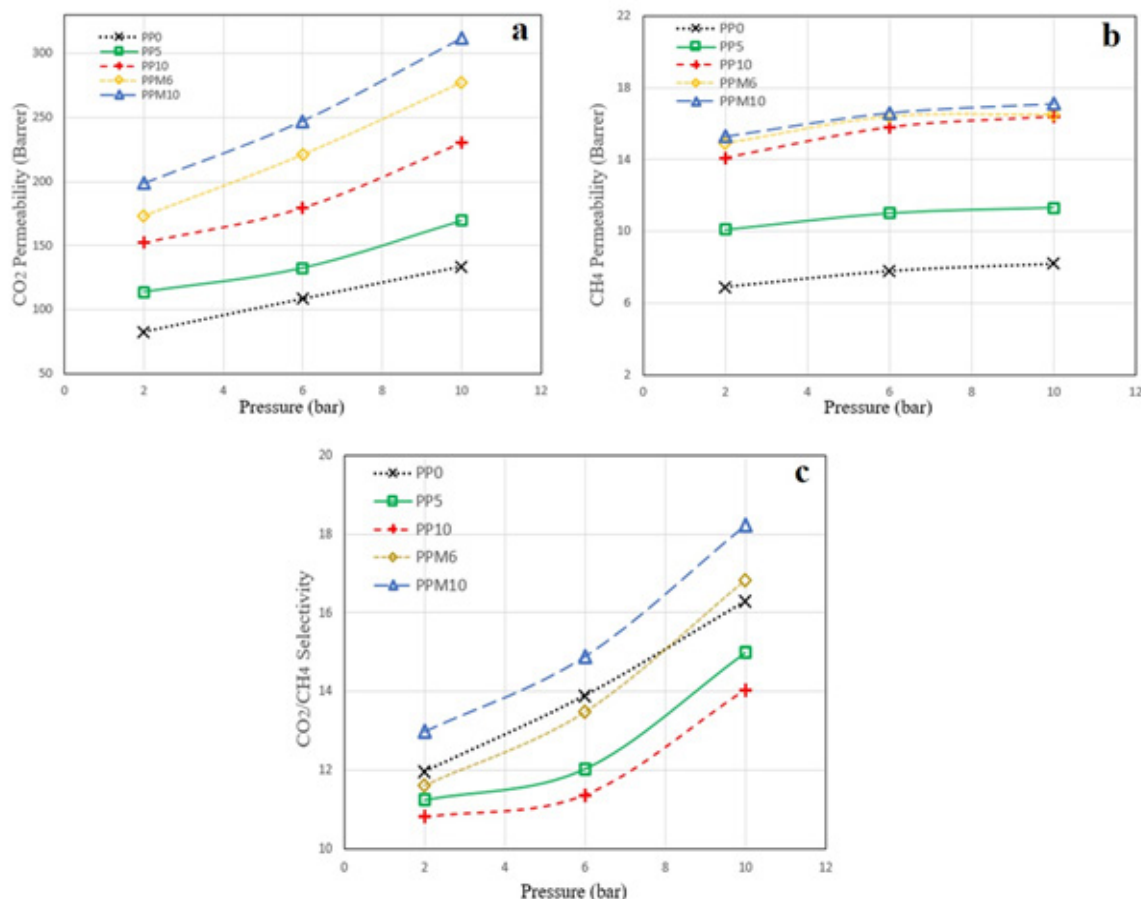 a
PP0
PP5
PP10
PPM6
PPM10
300
250
200
150
100
50
0 2 4 6 8 10 12
CO2 Permeability (Barrer)
Pressure (bar)
b
PP0
PP5
PP10
PPM6
PPM10
22
18
14
10
6
2
0 2 4 6 8 10 12
CH4 Permeability (Barrer)
Pressure (bar)
c
PP0
PP5
PP10
PPM6
PPM10
20
18
16
14
12
10
0 2 4 6 8 10 12
CO2/CH4 Selectivity
Pressure (bar)